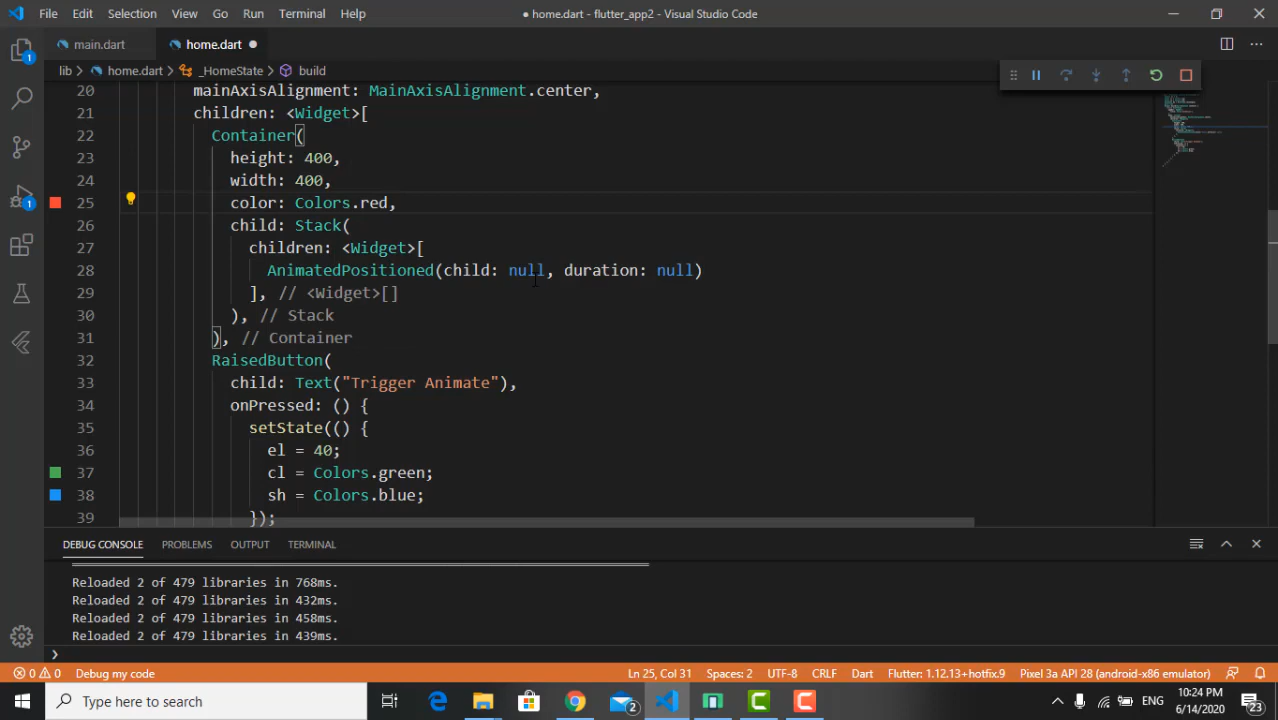 File Edit Selection View Go Run Terminal Help
● home.dart - flutter_app2 - Visual Studio Code
main.dart
home.dart
lib > home.dart > _HomeState > build
20 mainAxisAlignment: MainAxisAlignment.center,
21 children: <Widget>[
22 Container(
23 height: 400,
24 width: 400,
25 color: Colors.red,
26 child: Stack(
27 children: <Widget>[
28 AnimatedPositioned(child: null, duration: null)
29 ], // <Widget>[]
30 ), // Stack
31 ), // Container
32 RaisedButton(
33 child: Text("Trigger Animate"),
34 onPressed: () {
35 setState(() {
36 el = 40;
37 cl = Colors.green;
38 sh = Colors.blue;
39 });
1
1
DEBUG CONSOLE PROBLEMS OUTPUT TERMINAL
Reloaded 2 of 479 libraries in 768ms.
Reloaded 2 of 479 libraries in 432ms.
Reloaded 2 of 479 libraries in 458ms.
Reloaded 2 of 479 libraries in 439ms.
>
0 0 Debug my code
Ln 25, Col 31 Spaces: 2 UTF-8 CRLF Dart Flutter: 1.12.13+hotfix.9 Pixel 3a API 28 (android-x86 emulator)
Type here to search
2
ENG
10:24 PM
6/14/2020
23